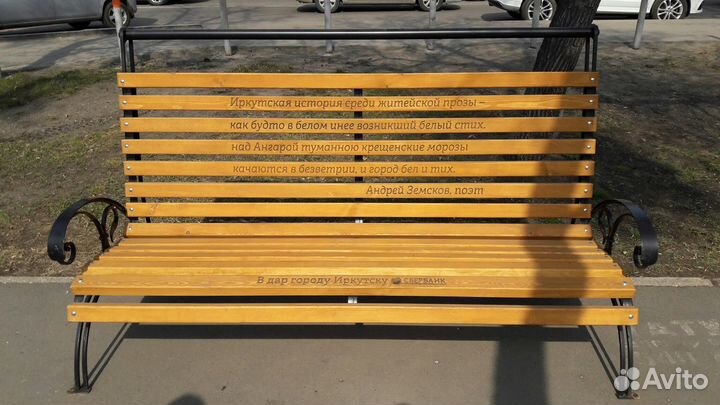 Иркутская история среди житейской прозы –
как будто в белом инее возникший белый стих.
над Ангарой туманною крещенские морозы
качаются в безветрии, и город бел и тих.
Андрей Земсков, поэт
В дар городу Иркутску СБЕРБАНК
Avito